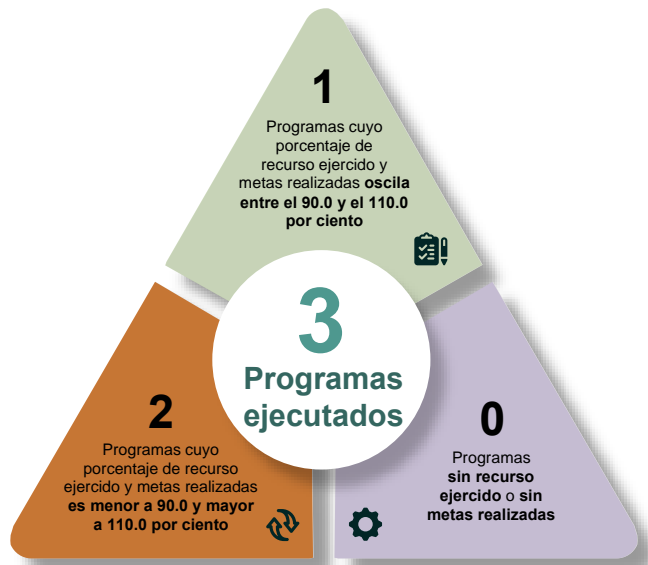 1
Programas cuyo
porcentaje de
recurso ejercido y
metas realizadas oscila
entre el 90.0 y el 110.0
por ciento
3
Programas
ejecutados
2
Programas cuyo
porcentaje de recurso
ejercido y metas realizadas
es menor a 90.0 y mayor
a 110.0 por ciento
0
Programas
sin recurso
ejercido o sin
metas realizadas